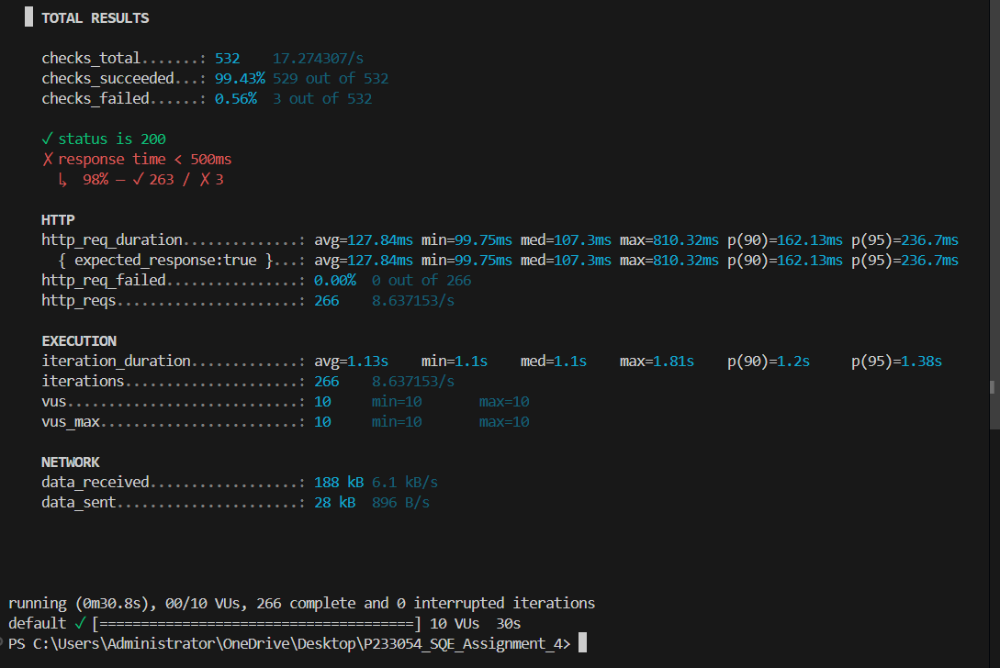 TOTAL RESULTS
checks_total.......: 532 17.274307/s
checks_succeeded...: 99.43% 529 out of 532
checks_failed......: 0.56% 3 out of 532
✓ status is 200
✗ response time < 500ms
↳ 98% — ✓ 263 / ✗ 3
HTTP
http_req_duration..............: avg=127.84ms min=99.75ms med=107.3ms max=810.32ms p(90)=162.13ms p(95)=236.7ms
{ expected_response:true }...: avg=127.84ms min=99.75ms med=107.3ms max=810.32ms p(90)=162.13ms p(95)=236.7ms
http_req_failed................: 0.00% 0 out of 266
http_reqs......................: 266 8.637153/s
EXECUTION
iteration_duration.............: avg=1.13s min=1.1s med=1.1s max=1.81s p(90)=1.2s p(95)=1.38s
iterations.....................: 266 8.637153/s
vus............................: 10 min=10 max=10
vus_max........................: 10 min=10 max=10
NETWORK
data_received..................: 188 kB 6.1 kB/s
data_sent......................: 28 kB 896 B/s
running (0m30.8s), 00/10 VUs, 266 complete and 0 interrupted iterations
default ✓ [======================================] 10 VUs 30s
PS C:\Users\Administrator\OneDrive\Desktop\P233054_SQE_Assignment_4>